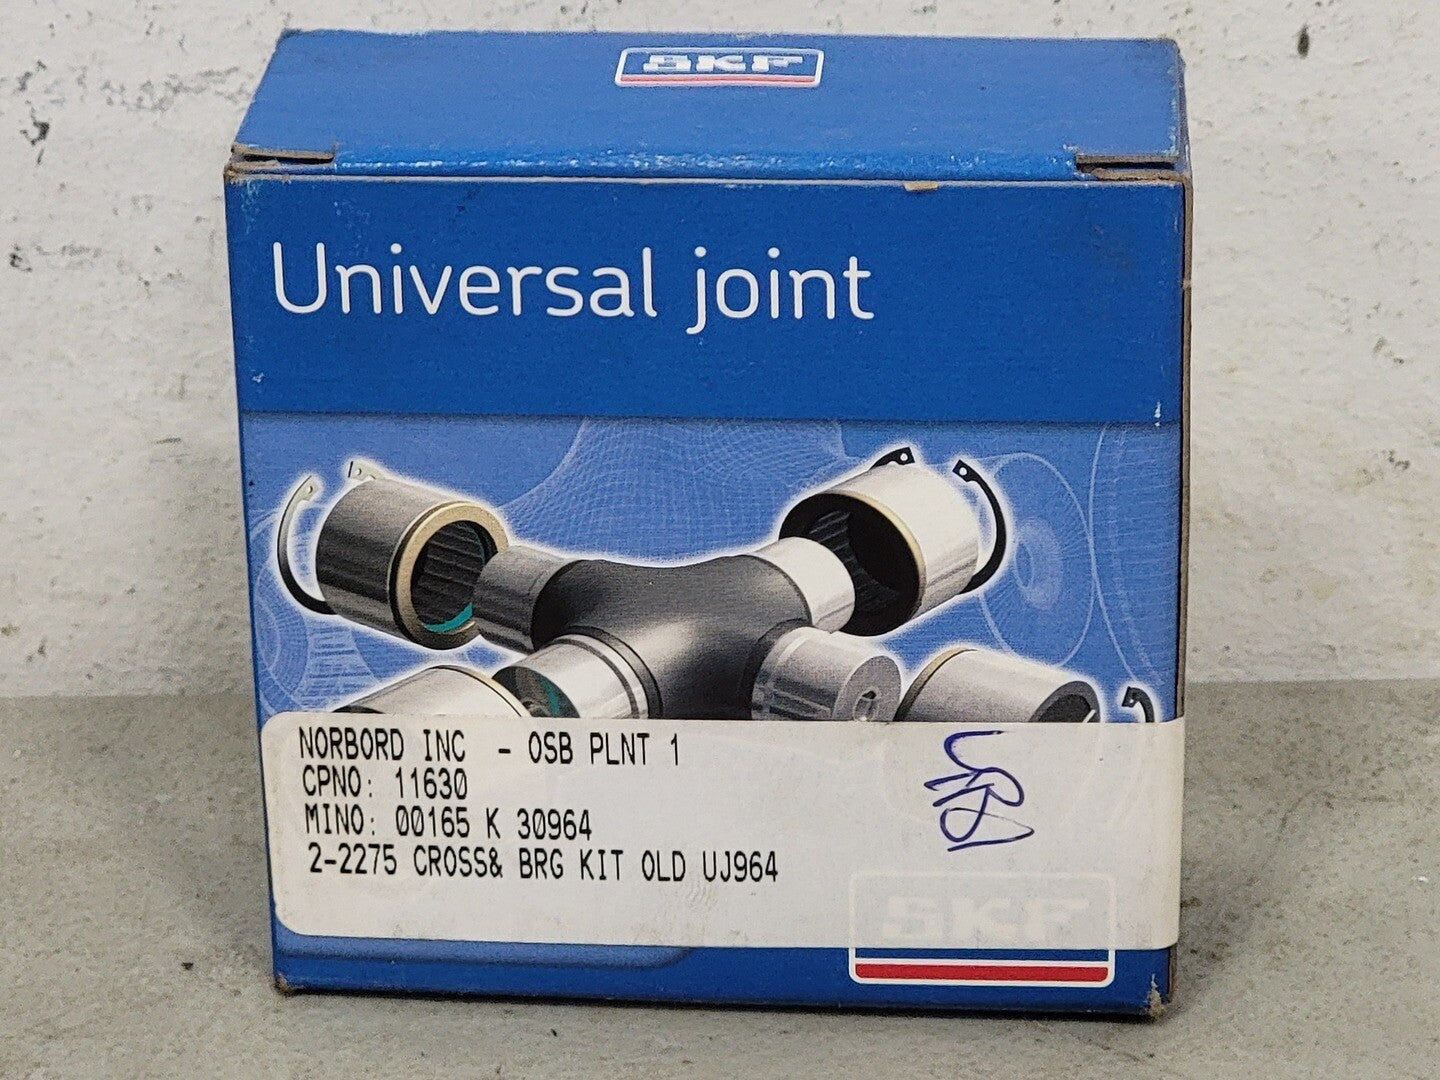 SKF
Universal joint
NORBORD INC - OSB PLNT 1
CPNO: 11630
MINO: 00165 K 30964
2-2275 CROSS& BRG KIT OLD UJ964
SKF